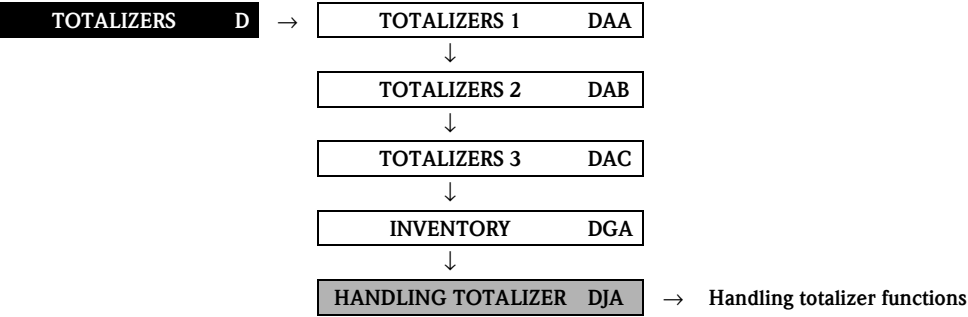 TOTALIZERS D → TOTALIZERS 1 DAA
↓
TOTALIZERS 2 DAB
↓
TOTALIZERS 3 DAC
↓
INVENTORY DGA
↓
HANDLING TOTALIZER DJA → Handling totalizer functions